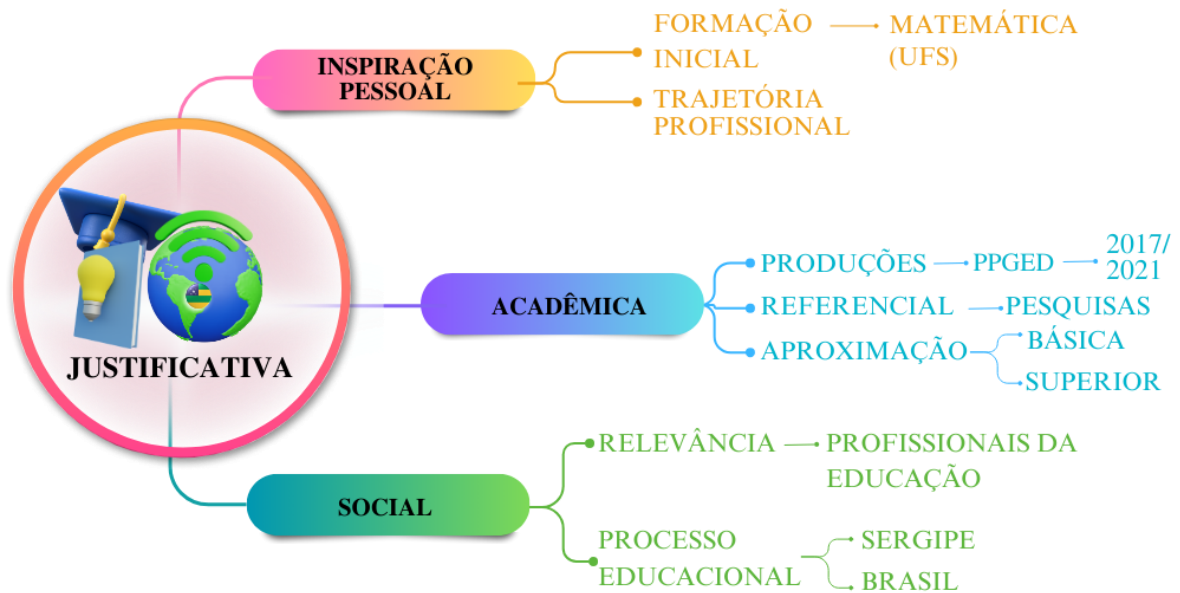 JUSTIFICATIVA
INSPIRAÇÃO
PESSOAL
FORMAÇÃO
INICIAL
MATEMÁTICA
(UFS)
TRAJETÓRIA
PROFISSIONAL
ACADÊMICA
PRODUÇÕES
PPGED
2017/
2021
REFERENCIAL
PESQUISAS
APROXIMAÇÃO
BÁSICA
SUPERIOR
SOCIAL
RELEVÂNCIA
PROFISSIONAIS DA
EDUCAÇÃO
PROCESSO
EDUCACIONAL
SERGIPE
BRASIL